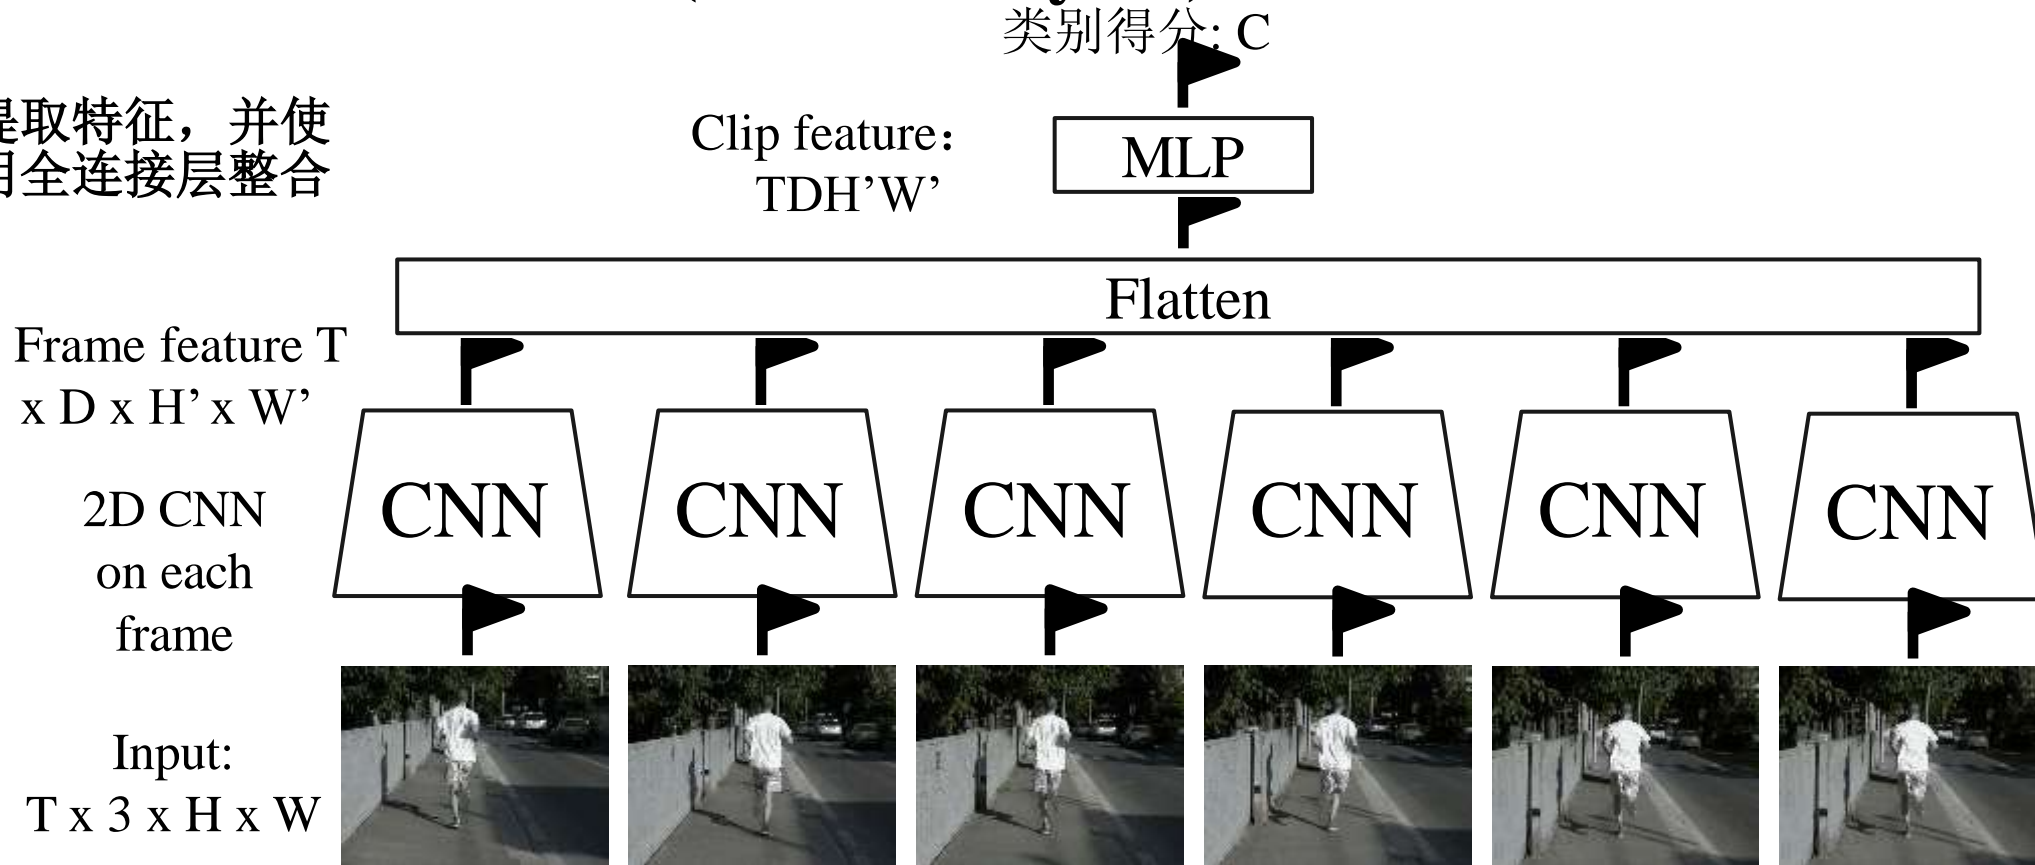 类别得分: C
提取特征，并使
用全连接层整合
Clip feature：
TDH’W’
MLP
Flatten
Frame feature T
x D x H’ x W’
CNN CNN CNN CNN CNN CNN
2D CNN
on each
frame
Input:
T x 3 x H x W